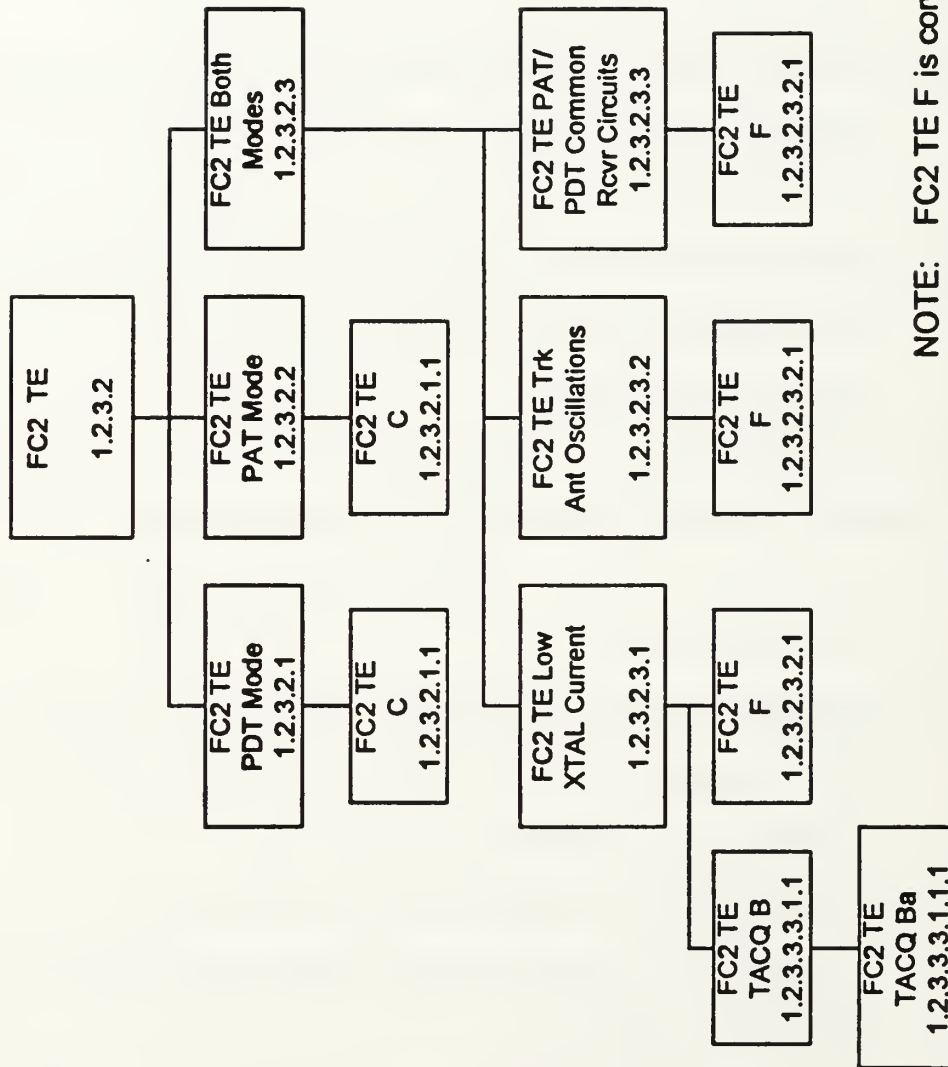 FC2 TE
1.2.3.2
FC2 TE
PDT Mode
1.2.3.2.1
FC2 TE
PAT Mode
1.2.3.2.2
FC2 TE Both
Modes
1.2.3.2.3
FC2 TE
C
1.2.3.2.1.1
FC2 TE
C
1.2.3.2.1.1
FC2 TE Low
XTAL Current
1.2.3.2.3.1
FC2 TE Trk
Ant Oscillations
1.2.3.2.3.2
FC2 TE PAT/
PDT Common
Rcvr Circuits
1.2.3.2.3.3
FC2 TE
TACQ B
1.2.3.3.3.1.1
FC2 TE
F
1.2.3.2.3.2.1
FC2 TE
F
1.2.3.2.3.2.1
FC2 TE
F
1.2.3.2.3.2.1
FC2 TE
TACQ Ba
1.2.3.3.3.1.1.1
NOTE: FC2 TE F is